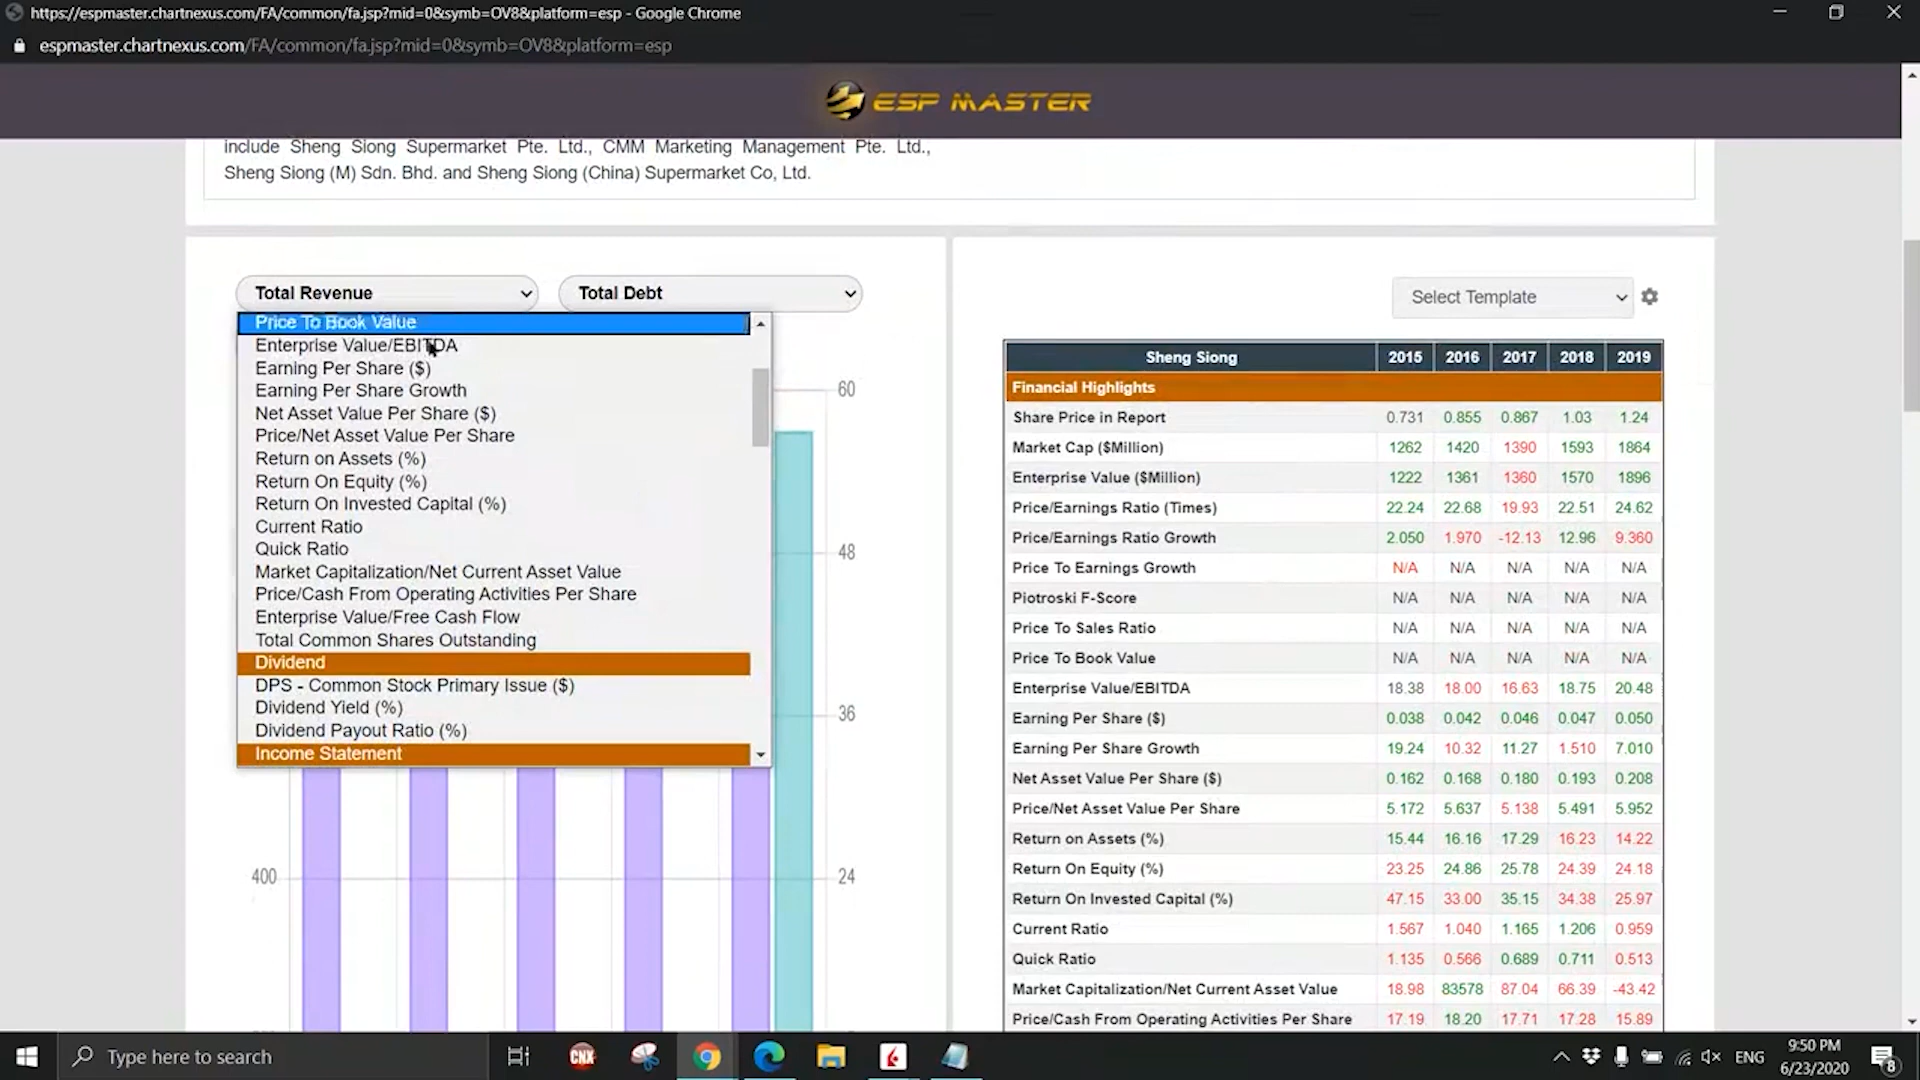 https://espmaster.chartnexus.com/FA/common/fa.jsp?mid=0&symb=OV8&platform=esp - Google Chrome
espmaster.chartnexus.com/FA/common/fa.jsp?mid=0&symb=OV8&platform=esp
ESP MASTER
include Sheng Siong Supermarket Pte. Ltd., CMM Marketing Management Pte. Ltd.,
Sheng Siong (M) Sdn. Bhd. and Sheng Siong (China) Supermarket Co, Ltd.
Total Revenue
Total Debt
Price To Book Value
Enterprise Value/EBITDA
Earning Per Share ($)
Earning Per Share Growth
Net Asset Value Per Share ($)
Price/Net Asset Value Per Share
Return on Assets (%)
Return On Equity (%)
Return On Invested Capital (%)
Current Ratio
Quick Ratio
Market Capitalization/Net Current Asset Value
Price/Cash From Operating Activities Per Share
Enterprise Value/Free Cash Flow
Total Common Shares Outstanding
Dividend
DPS - Common Stock Primary Issue ($)
Dividend Yield (%)
Dividend Payout Ratio (%)
Income Statement
60
48
36
400
24
Select Template
Sheng Siong 2015 2016 2017 2018 2019
Financial Highlights
Share Price in Report 0.731 0.855 0.867 1.03 1.24
Market Cap ($Million) 1262 1420 1390 1593 1864
Enterprise Value ($Million) 1222 1361 1360 1570 1896
Price/Earnings Ratio (Times) 22.24 22.68 19.93 22.51 24.62
Price/Earnings Ratio Growth 2.050 1.970 -12.13 12.96 9.360
Price To Earnings Growth N/A N/A N/A N/A N/A
Piotroski F-Score N/A N/A N/A N/A N/A
Price To Sales Ratio N/A N/A N/A N/A N/A
Price To Book Value N/A N/A N/A N/A N/A
Enterprise Value/EBITDA 18.38 18.00 16.63 18.75 20.48
Earning Per Share ($) 0.038 0.042 0.046 0.047 0.050
Earning Per Share Growth 19.24 10.32 11.27 1.510 7.010
Net Asset Value Per Share ($) 0.162 0.168 0.180 0.193 0.208
Price/Net Asset Value Per Share 5.172 5.637 5.138 5.491 5.952
Return on Assets (%) 15.44 16.16 17.29 16.23 14.22
Return On Equity (%) 23.25 24.86 25.78 24.39 24.18
Return On Invested Capital (%) 47.15 33.00 35.15 34.38 25.97
Current Ratio 1.567 1.040 1.165 1.206 0.959
Quick Ratio 1.135 0.566 0.689 0.711 0.513
Market Capitalization/Net Current Asset Value 18.98 83578 87.04 66.39 -43.42
Price/Cash From Operating Activities Per Share 17.19 18.20 17.71 17.28 15.89
Type here to search
CNX
ENG
9:50 PM
6/23/2020
8